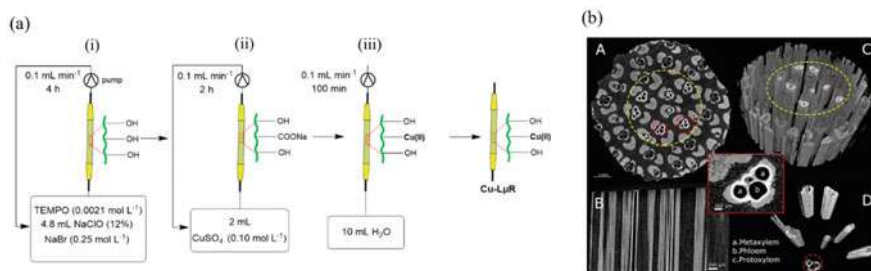 (a)
(i)
(ii)
(iii)
0.1 mL min⁻¹
4 h
pump
OH
OH
OH
TEMPO (0.0021 mol L⁻¹)
4.8 mL NaClO (12%)
NaBr (0.25 mol L⁻¹)
0.1 mL min⁻¹
2 h
OH
COONa
OH
2 mL
CuSO₄ (0.10 mol L⁻¹)
0.1 mL min⁻¹
100 min
OH
Cu(II)
OH
10 mL H₂O
OH
Cu(II)
OH
Cu-LµR
(b)
A
C
B
D
a.Metaxylem
b.Phloem
c.Protoxylem